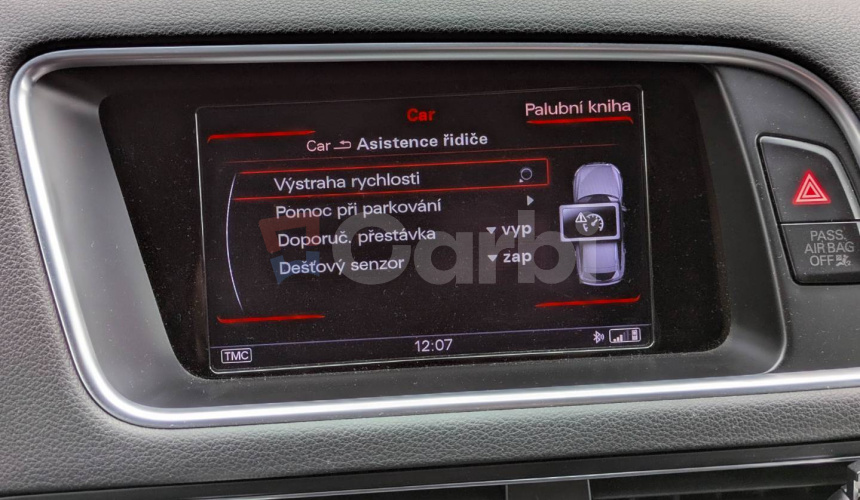 Car
Palubní kniha
Car Asistence řidiče
Výstraha rychlosti
Pomoc při parkování
Doporuč. přestávka vyp
Dešťový senzor zap
TMC
12:07
PASS.
AIR BAG
OFF
Carbi